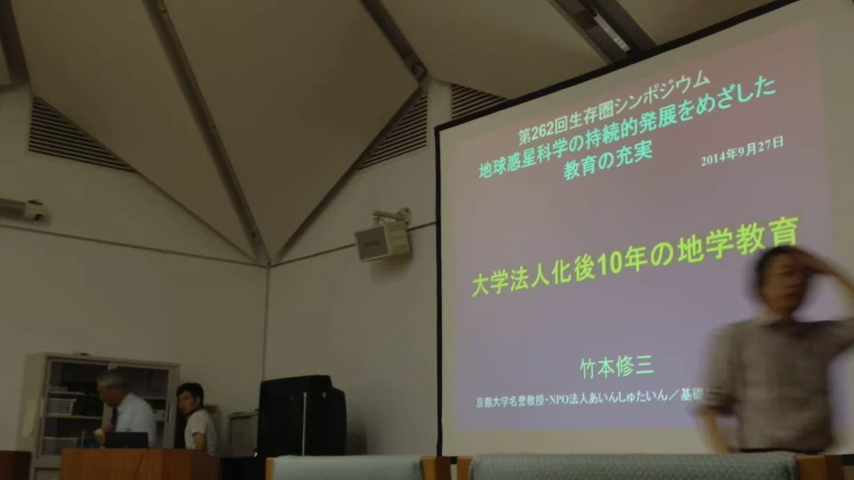 第262回生存圏シンポジウム
地球惑星科学の持続的発展をめざした
教育の充実
2014年9月27日
大学法人化後10年の地学教育
竹本修三
京都大学名誉教授・NPO法人あいんしゅたいん／基礎